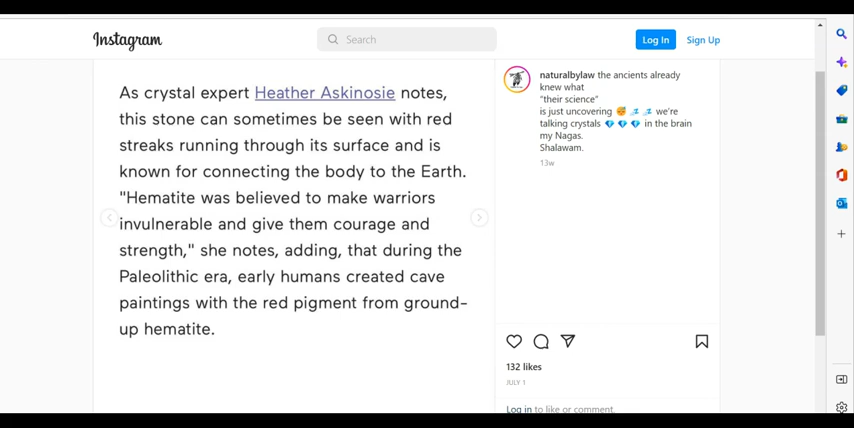 Instagram
Search
Log In
Sign Up
As crystal expert Heather Askinosie notes,
this stone can sometimes be seen with red
streaks running through its surface and is
known for connecting the body to the Earth.
"Hematite was believed to make warriors
invulnerable and give them courage and
strength," she notes, adding, that during the
Paleolithic era, early humans created cave
paintings with the red pigment from ground-
up hematite.
naturalbylaw the ancients already
knew what
"their science"
is just uncovering 😴 💤 💤 we're
talking crystals 💎 💎 💎 in the brain
my Nagas.
Shalawam.
13w
132 likes
JULY 1
Log in to like or comment.